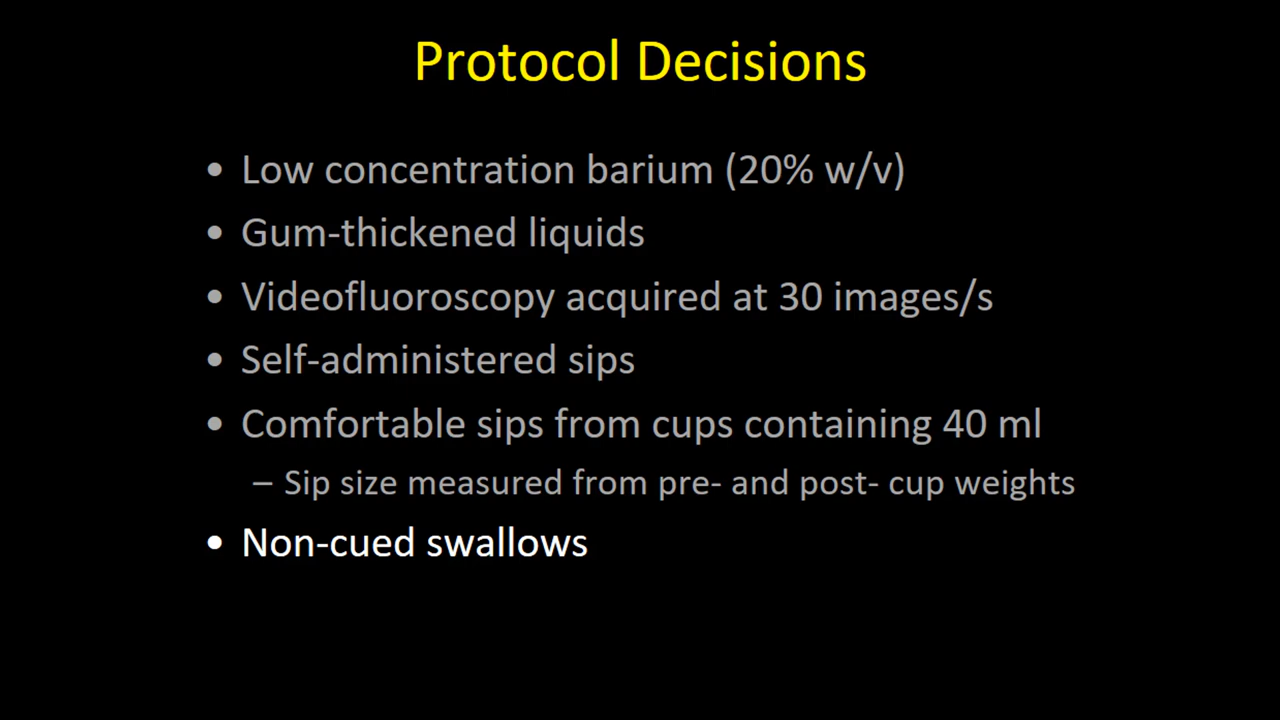 Protocol Decisions
• Low concentration barium (20% w/v)
• Gum-thickened liquids
• Videofluoroscopy acquired at 30 images/s
• Self-administered sips
• Comfortable sips from cups containing 40 ml
– Sip size measured from pre- and post- cup weights
• Non-cued swallows